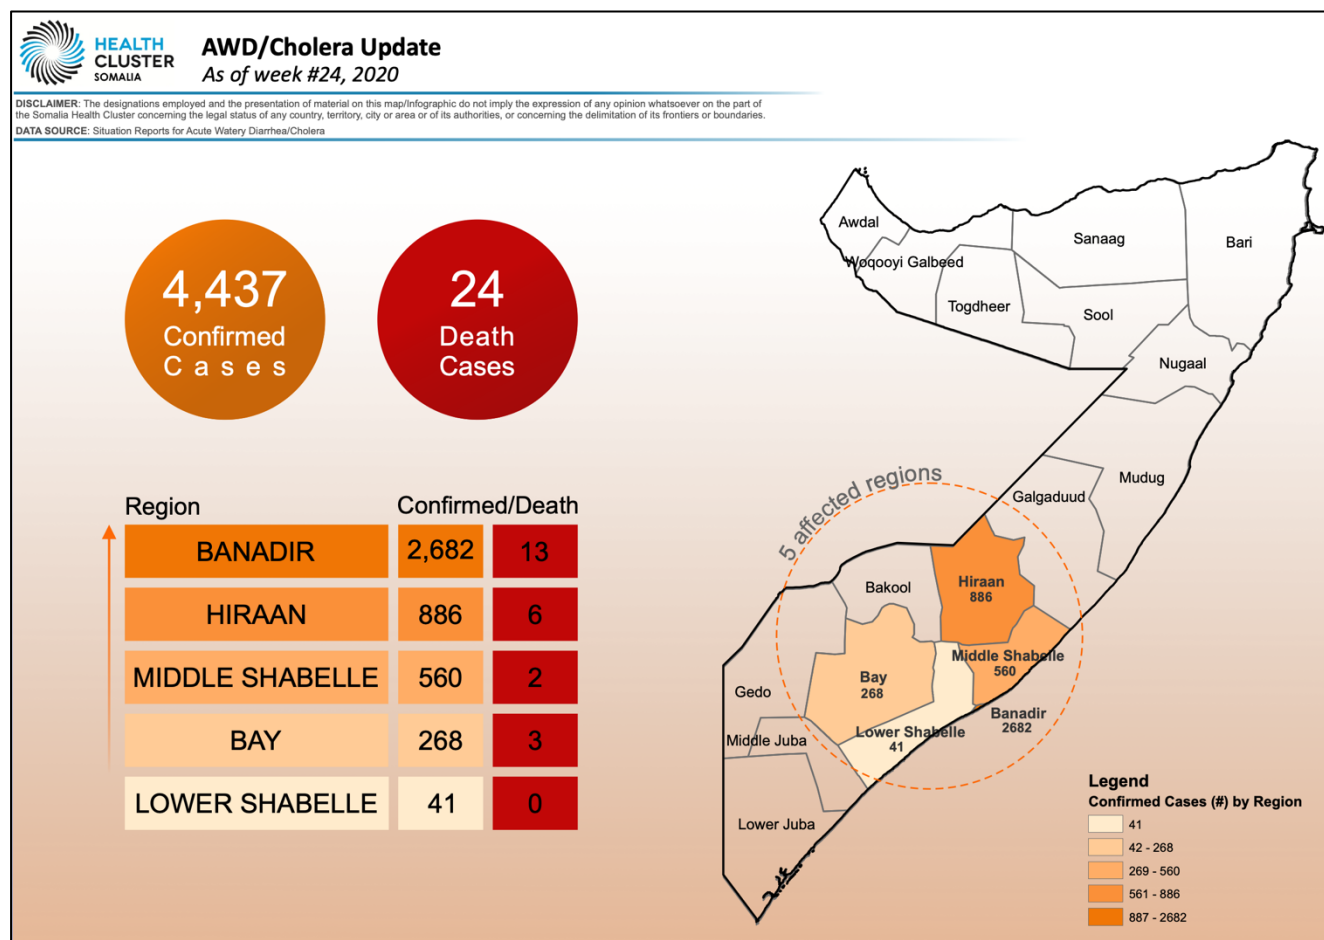 HEALTH
CLUSTER
SOMALIA
AWD/Cholera Update
As of week #24, 2020
DISCLAIMER: The designations employed and the presentation of material on this map/Infographic do not imply the expression of any opinion whatsoever on the part of
the Somalia Health Cluster concerning the legal status of any country, territory, city or area or of its authorities, or concerning the delimitation of its frontiers or boundaries.
DATA SOURCE: Situation Reports for Acute Watery Diarrhea/Cholera
4,437
Confirmed
Cases
24
Death
Cases
Region Confirmed/Death
BANADIR 2,682 13
HIRAAN 886 6
MIDDLE SHABELLE 560 2
BAY 268 3
LOWER SHABELLE 41 0
Awdal
Woqooyi Galbeed
Togdheer
Sanaag
Sool
Bari
Nugaal
Mudug
Galgaduud
5 affected regions
Bakool
Hiraan
886
Middle Shabelle
560
Bay
268
Banadir
2682
Lower Shabelle
41
Gedo
Middle Juba
Lower Juba
Legend
Confirmed Cases (#) by Region
41
42 - 268
269 - 560
561 - 886
887 - 2682